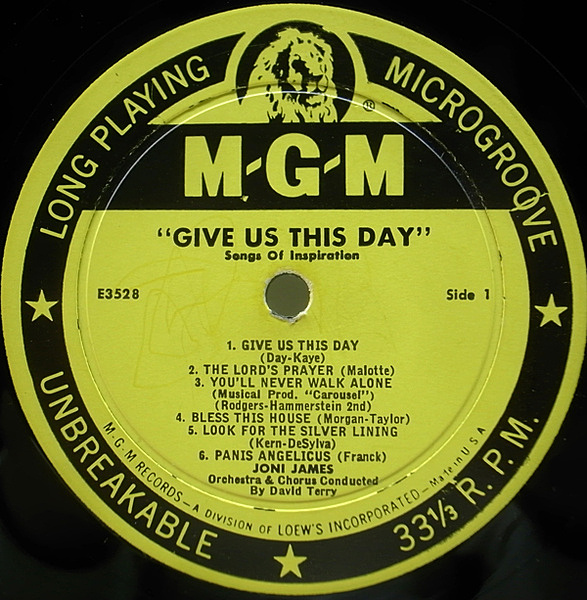 LONG PLAYING MICROGROOVE
M-G-M
"GIVE US THIS DAY"
Songs Of Inspiration
E3528 Side 1
1. GIVE US THIS DAY
(Day-Kaye)
2. THE LORD'S PRAYER (Malotte)
3. YOU'LL NEVER WALK ALONE
(Musical Prod. "Carousel")
(Rodgers-Hammerstein 2nd)
4. BLESS THIS HOUSE (Morgan-Taylor)
5. LOOK FOR THE SILVER LINING
(Kern-DeSylva)
6. PANIS ANGELICUS (Franck)
JONI JAMES
Orchestra & Chorus Conducted
By David Terry
M-G-M RECORDS—A DIVISION OF LOEW'S INCORPORATED—Made in U.S.A
UNBREAKABLE 33⅓ R.P.M.